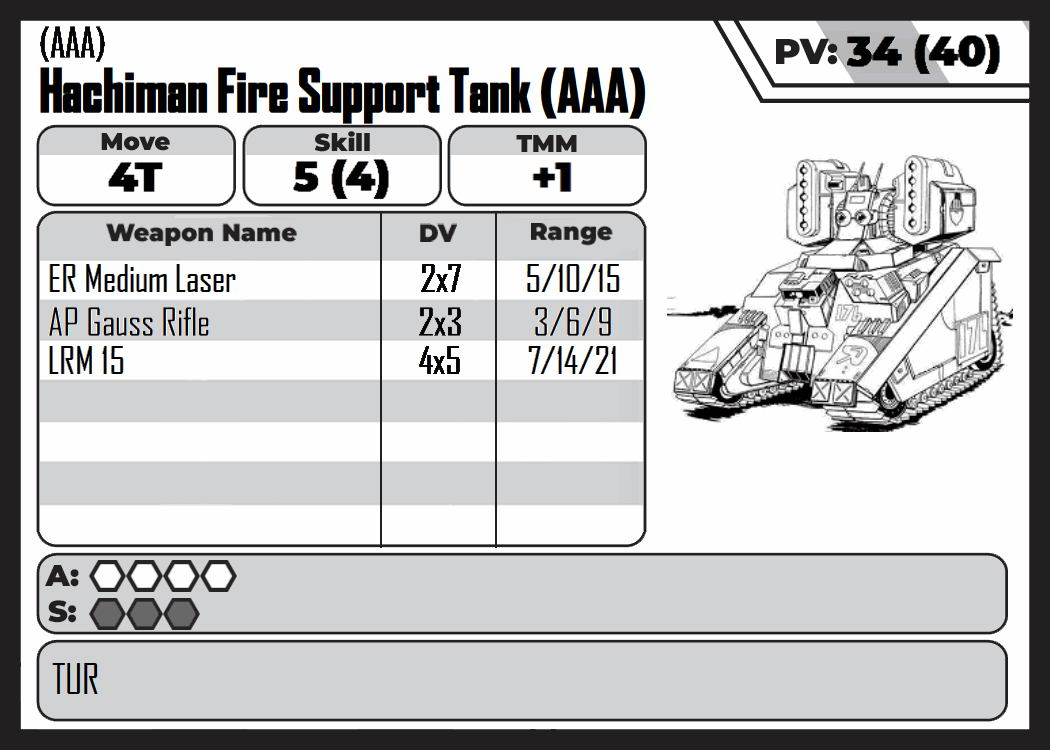 (AAA)
PV: 34 (40)
Hachiman Fire Support Tank (AAA)
Move Skill TMM
4T 5 (4) +1
Weapon Name DV Range
ER Medium Laser 2x7 5/10/15
AP Gauss Rifle 2x3 3/6/9
LRM 15 4x5 7/14/21
176
176
A:
S:
TUR